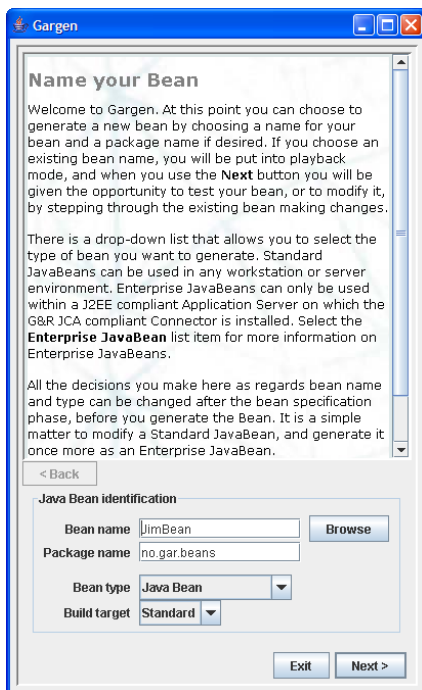 Gargen
Name your Bean
Welcome to Gargen. At this point you can choose to
generate a new bean by choosing a name for your
bean and a package name if desired. If you choose an
existing bean name, you will be put into playback
mode, and when you use the Next button you will be
given the opportunity to test your bean, or to modify it,
by stepping through the existing bean making changes.
There is a drop-down list that allows you to select the
type of bean you want to generate. Standard
JavaBeans can be used in any workstation or server
environment. Enterprise JavaBeans can only be used
within a J2EE compliant Application Server on which the
G&R JCA compliant Connector is installed. Select the
Enterprise JavaBean list item for more information on
Enterprise JavaBeans.
All the decisions you make here as regards bean name
and type can be changed after the bean specification
phase, before you generate the Bean. It is a simple
matter to modify a Standard JavaBean, and generate it
once more as an Enterprise JavaBean.
< Back
Java Bean identification
Bean name JimBean Browse
Package name no.gar.beans
Bean type Java Bean
Build target Standard
Exit Next >